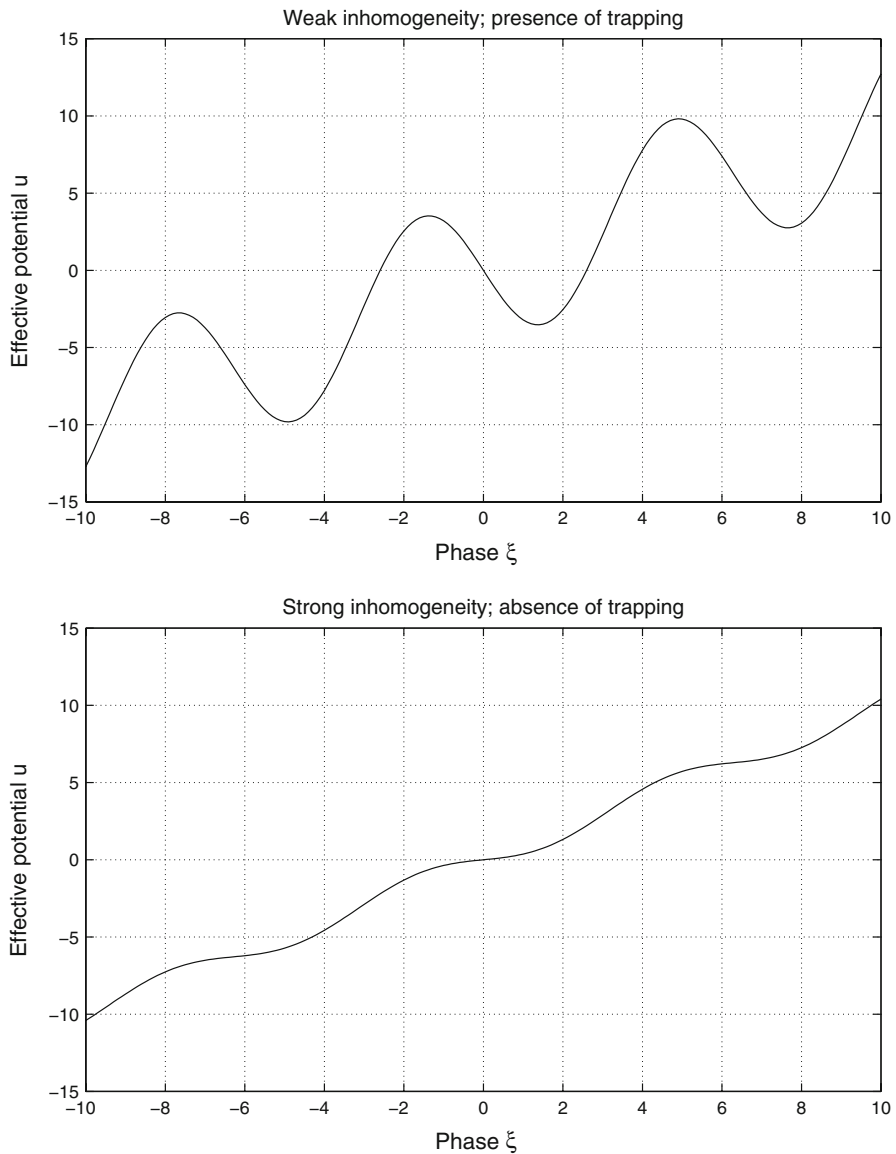 Weak inhomogeneity; presence of trapping
15
10
5
0
−5
−10
−15
Effective potential u
−10 −8 −6 −4 −2 0 2 4 6 8 10
Phase ξ
Strong inhomogeneity; absence of trapping
15
10
5
0
−5
−10
−15
Effective potential u
−10 −8 −6 −4 −2 0 2 4 6 8 10
Phase ξ